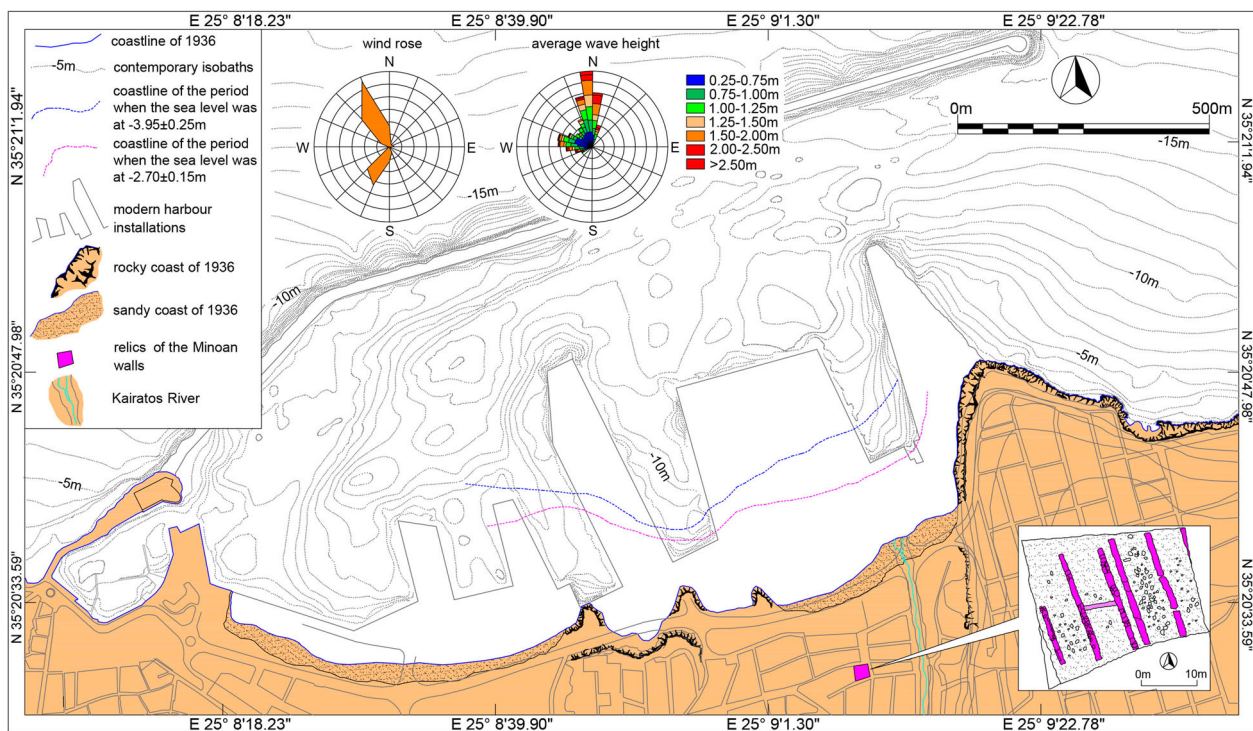 E 25° 8'18.23"
E 25° 8'39.90"
E 25° 9'1.30"
E 25° 9'22.78"
coastline of 1936
-5m
contemporary isobaths
coastline of the period
when the sea level was
at -3.95±0.25m
coastline of the period
when the sea level was
at -2.70±0.15m
modern harbour
installations
rocky coast of 1936
sandy coast of 1936
relics of the Minoan
walls
Kairatos River
wind rose
N
W
E
S
average wave height
N
W
E
S
0.25-0.75m
0.75-1.00m
1.00-1.25m
1.25-1.50m
1.50-2.00m
2.00-2.50m
>2.50m
0m
500m
-15m
-15m
-10m
-10m
-5m
-10m
-5m
0m
10m
N 35°21'11.94"
N 35°20'47.98"
N 35°20'33.59"
N 35°21'11.94"
N 35°20'47.98"
N 35°20'33.59"
E 25° 8'18.23"
E 25° 8'39.90"
E 25° 9'1.30"
E 25° 9'22.78"